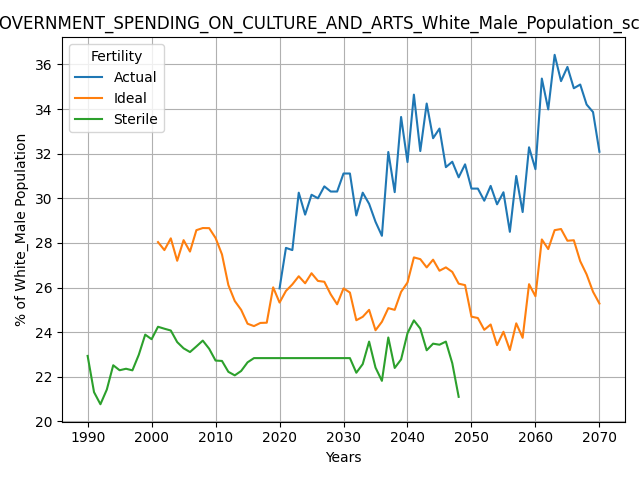 OVERNMENT_SPENDING_ON_CULTURE_AND_ARTS_White_Male_Population_sc
Fertility
Actual
Ideal
Sterile
% of White_Male Population
36
34
32
30
28
26
24
22
20
1990 2000 2010 2020 2030 2040 2050 2060 2070
Years